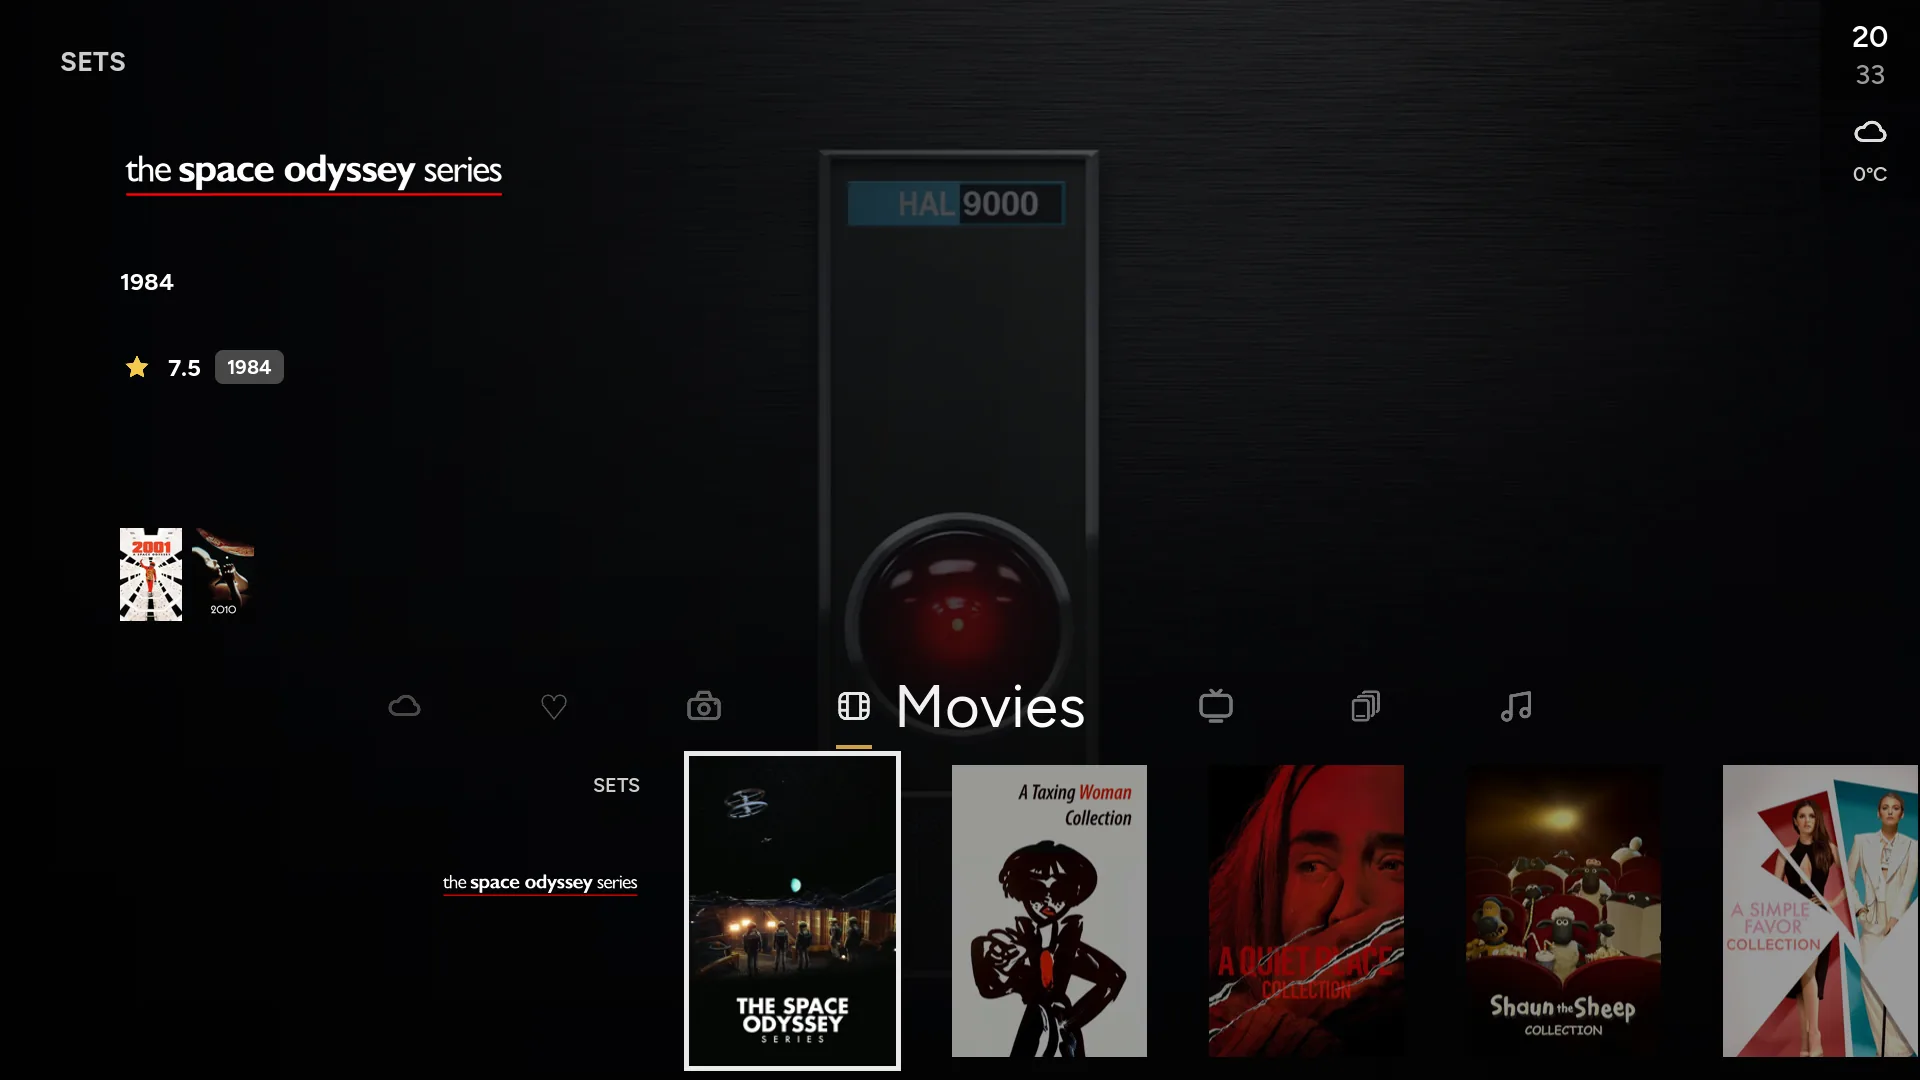 SETS
20
33
0°C
the space odyssey series
HAL 9000
1984
7.5
1984
2001
A SPACE ODYSSEY
2010
Movies
SETS
the space odyssey series
THE SPACE
ODYSSEY
SERIES
A Taxing Woman
Collection
A QUIET PLACE
COLLECTION
Shaun the Sheep
COLLECTION
A SIMPLE
FAVOR
COLLECTION